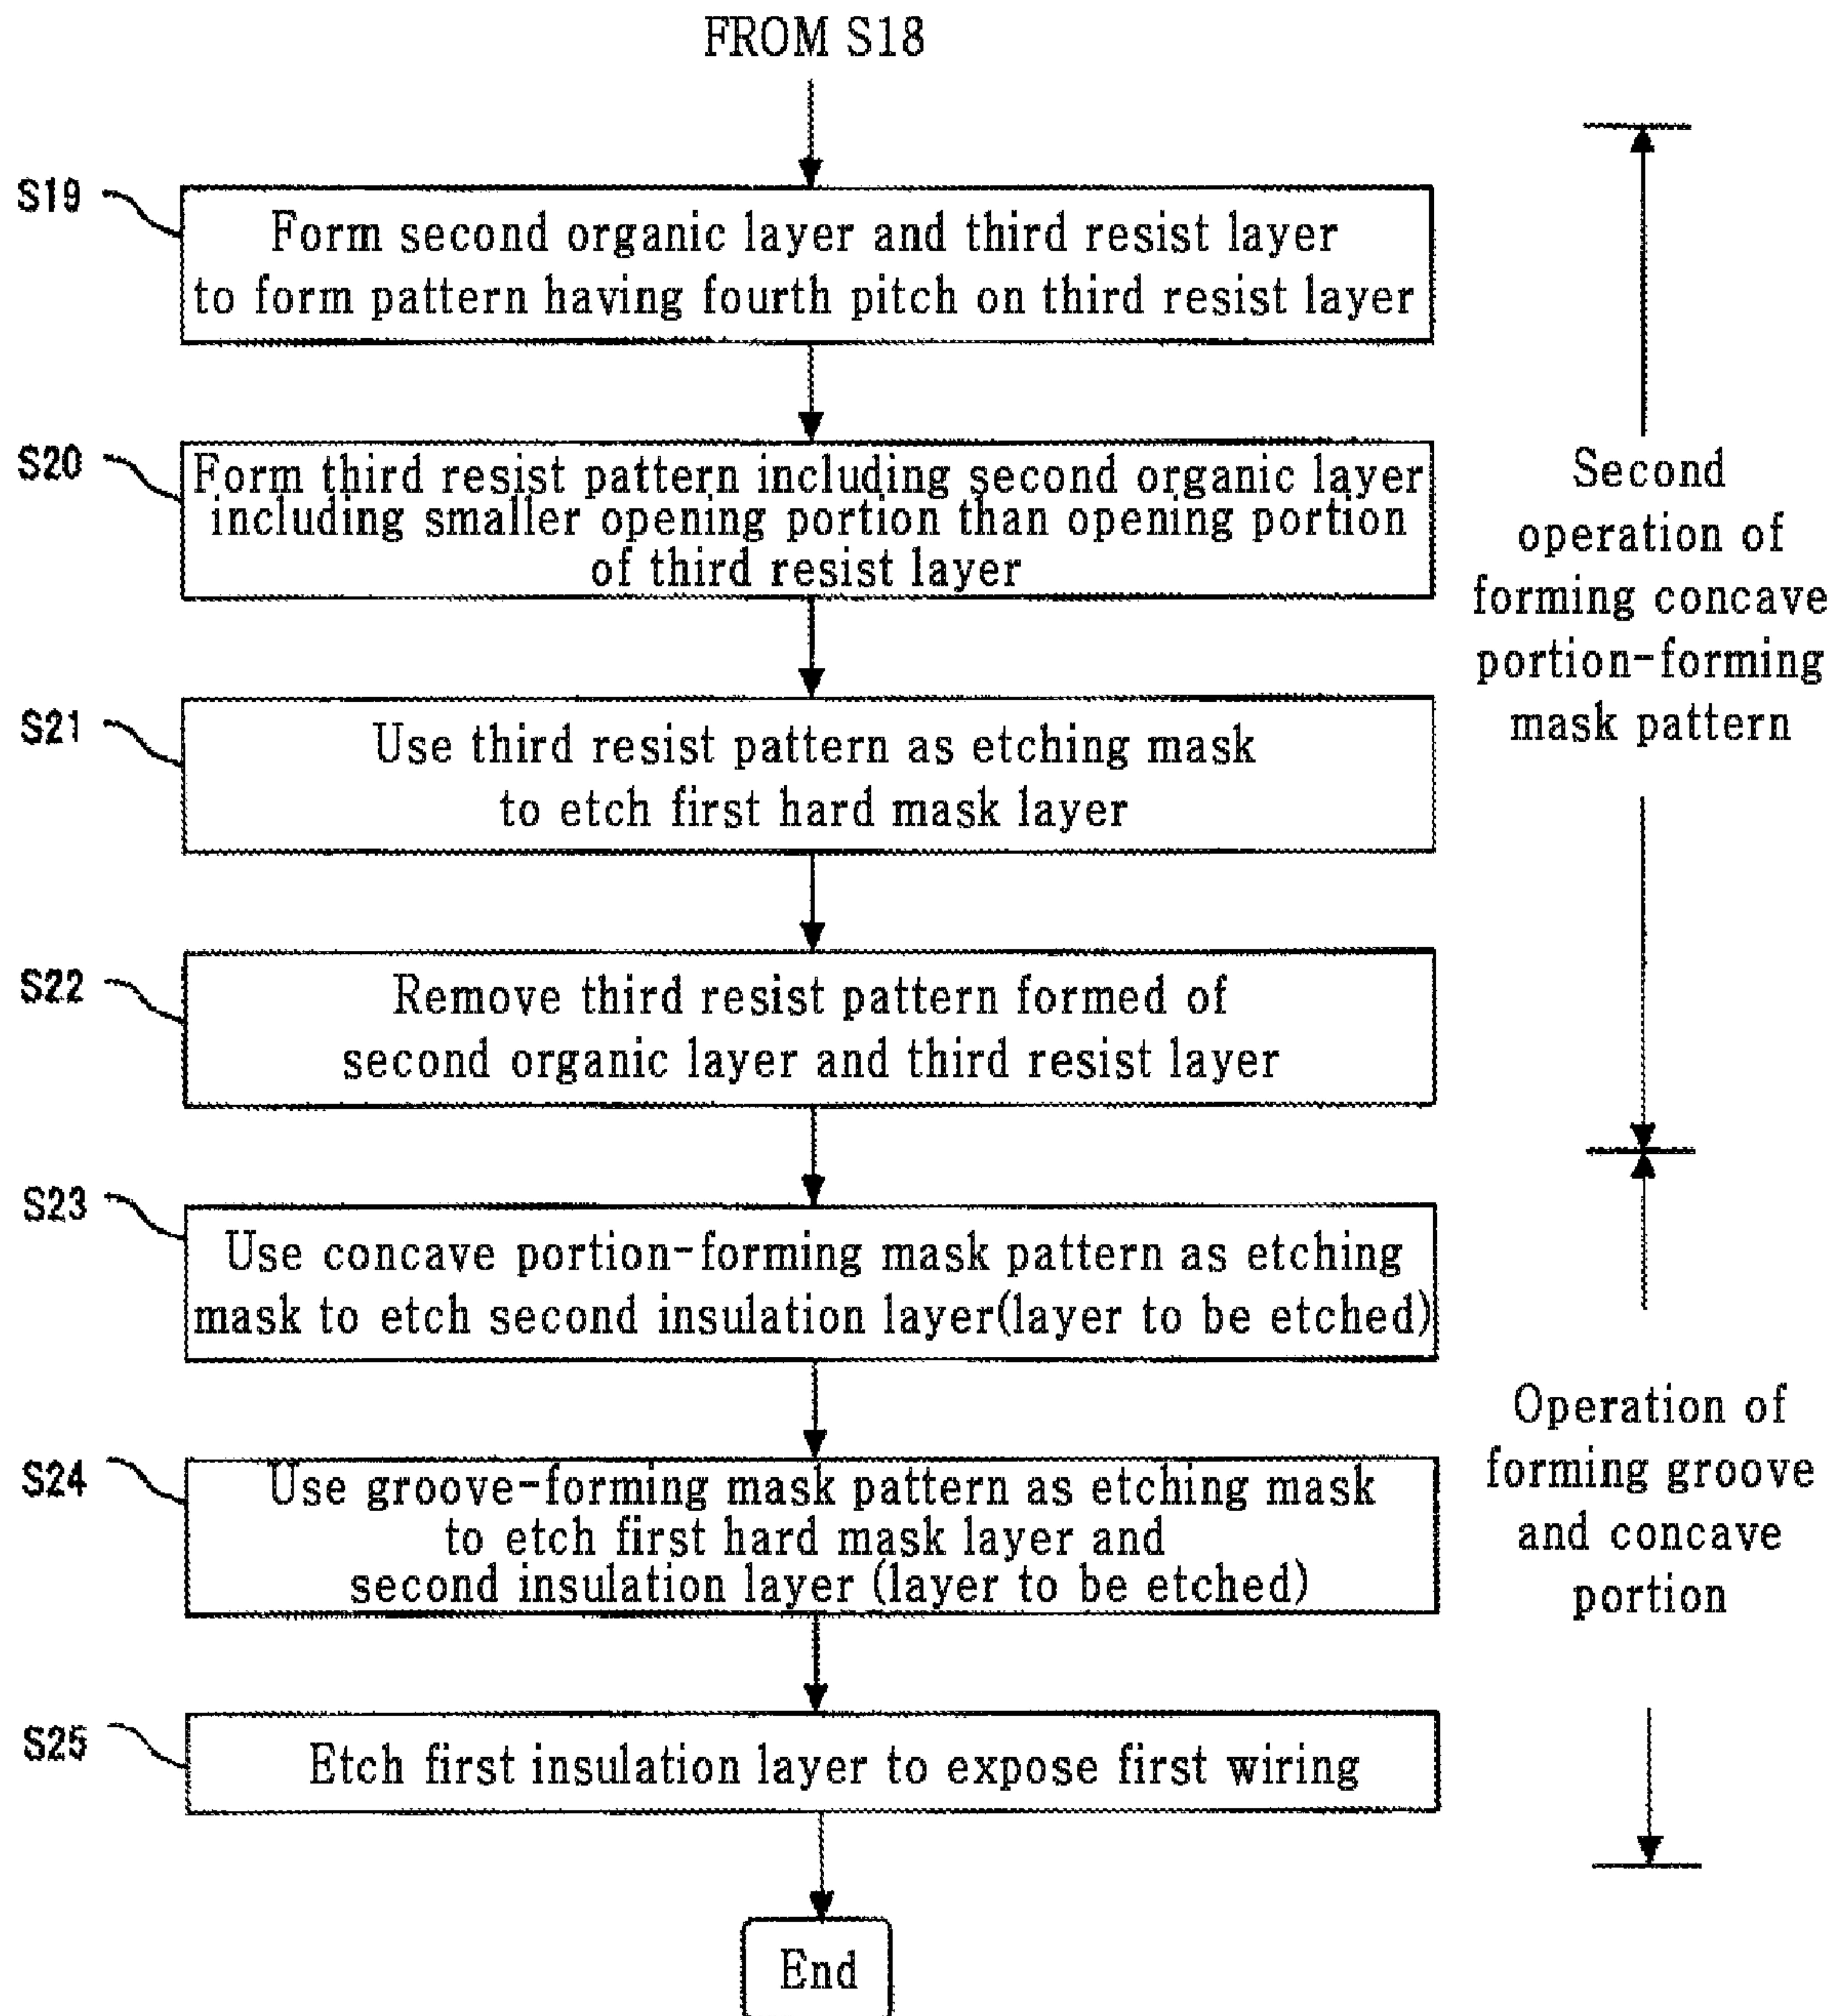 FROM S18
S19
Form second organic layer and third resist layer
to form pattern having fourth pitch on third resist layer
S20
Form third resist pattern including second organic layer
including smaller opening portion than opening portion
of third resist layer
S21
Use third resist pattern as etching mask
to etch first hard mask layer
S22
Remove third resist pattern formed of
second organic layer and third resist layer
Second
operation of
forming concave
portion-forming
mask pattern
S23
Use concave portion-forming mask pattern as etching
mask to etch second insulation layer(layer to be etched)
S24
Use groove-forming mask pattern as etching mask
to etch first hard mask layer and
second insulation layer (layer to be etched)
S25
Etch first insulation layer to expose first wiring
Operation of
forming groove
and concave
portion
End